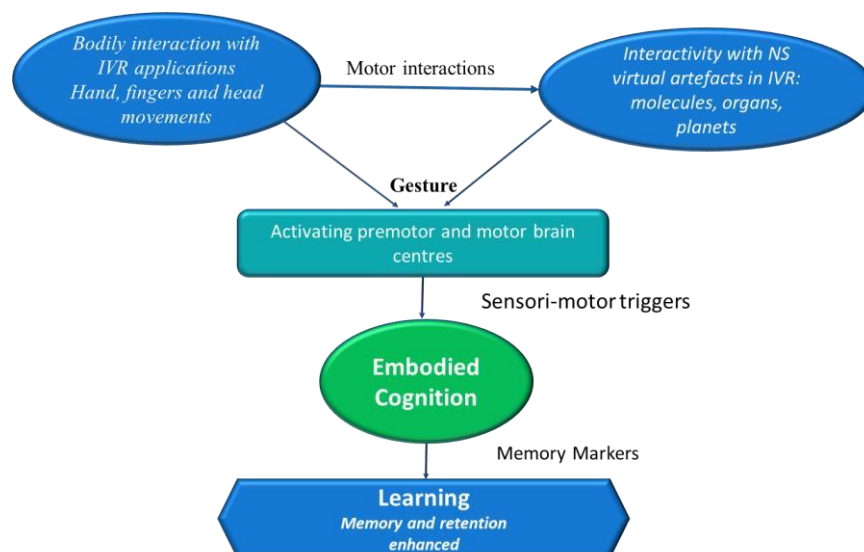 Bodily interaction with
IVR applications
Hand, fingers and head
movements
Motor interactions
Interactivity with NS
virtual artefacts in IVR:
molecules, organs,
planets
Gesture
Activating premotor and motor brain
centres
Sensori-motor triggers
Embodied
Cognition
Memory Markers
Learning
Memory and retention
enhanced